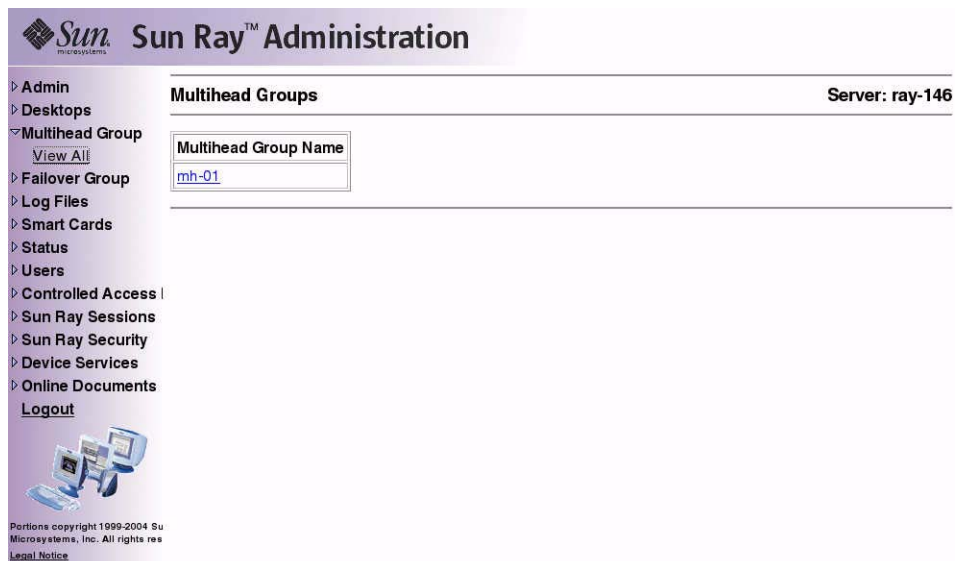 Sun microsystems Sun Ray™ Administration
Admin
Desktops
Multihead Group
View All
Failover Group
Log Files
Smart Cards
Status
Users
Controlled Access
Sun Ray Sessions
Sun Ray Security
Device Services
Online Documents
Logout
Portions copyright 1999-2004 Su
Microsystems, Inc. All rights res
Legal Notice
Multihead Groups Server: ray-146
Multihead Group Name
mh-01